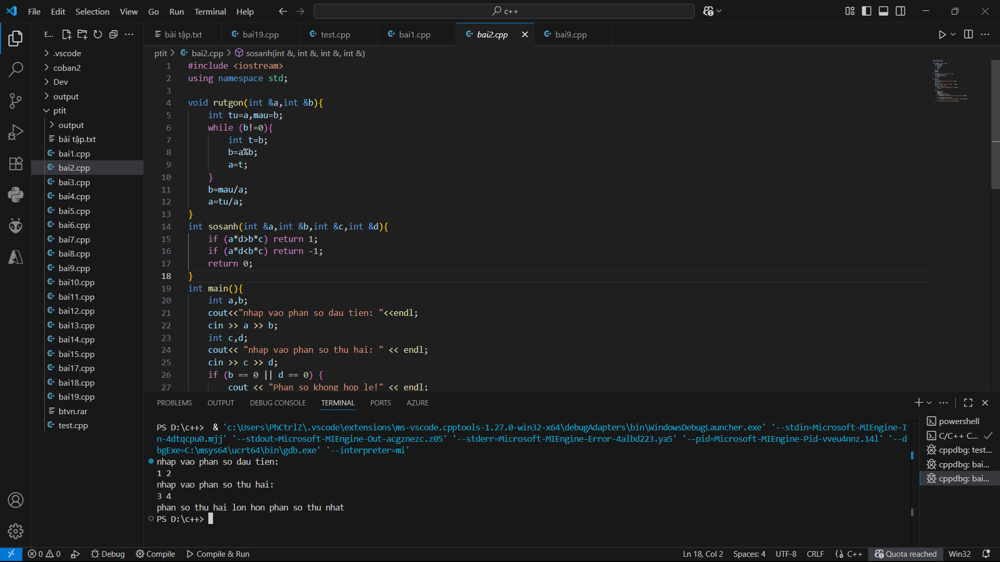 File Edit Selection View Go Run Terminal Help
c++
E...
bài tập.txt
bai19.cpp
test.cpp
bai1.cpp
bai2.cpp
bai9.cpp
.vscode
coban2
Dev
output
ptit
output
bài tập.txt
bai1.cpp
bai2.cpp
bai3.cpp
bai4.cpp
bai5.cpp
bai6.cpp
bai7.cpp
bai8.cpp
bai9.cpp
bai10.cpp
bai11.cpp
bai12.cpp
bai13.cpp
bai14.cpp
bai15.cpp
bai17.cpp
bai18.cpp
bai19.cpp
btvn.rar
test.cpp
ptit > bai2.cpp > sosanh(int &, int &, int &, int &)
1 #include <iostream>
2 using namespace std;
3
4 void rutgon(int &a,int &b){
5 int tu=a,mau=b;
6 while (b!=0){
7 int t=b;
8 b=a%b;
9 a=t;
10 }
11 b=mau/a;
12 a=tu/a;
13 }
14 int sosanh(int &a,int &b,int &c,int &d){
15 if (a*d>b*c) return 1;
16 if (a*d<b*c) return -1;
17 return 0;
18 }
19 int main(){
20 int a,b;
21 cout<<"nhap vao phan so dau tien: "<<endl;
22 cin >> a >> b;
23 int c,d;
24 cout<< "nhap vao phan so thu hai: " << endl;
25 cin >> c >> d;
26 if (b == 0 || d == 0) {
27 cout << "Phan so khong hop le!" << endl;
PROBLEMS OUTPUT DEBUG CONSOLE TERMINAL PORTS AZURE
PS D:\c++> & 'c:\Users\PhCtrlZ\.vscode\extensions\ms-vscode.cpptools-1.27.0-win32-x64\debugAdapters\bin\WindowsDebugLauncher.exe' '--stdin=Microsoft-MIEngine-I
n-4dtqcpu0.mjj' '--stdout=Microsoft-MIEngine-Out-acgznezc.z05' '--stderr=Microsoft-MIEngine-Error-4albd223.ya5' '--pid=Microsoft-MIEngine-Pid-vveu4nnz.14l' '--d
bgExe=C:\msys64\ucrt64\bin\gdb.exe' '--interpreter=mi'
nhap vao phan so dau tien:
1 2
nhap vao phan so thu hai:
3 4
phan so thu hai lon hon phan so thu nhat
PS D:\c++>
powershell
C/C++ C...
cppdbg: test...
cppdbg: bai...
cppdbg: bai...
0 0 Debug Compile Compile & Run Ln 18, Col 2 Spaces: 4 UTF-8 CRLF {} C++ Quota reached Win32